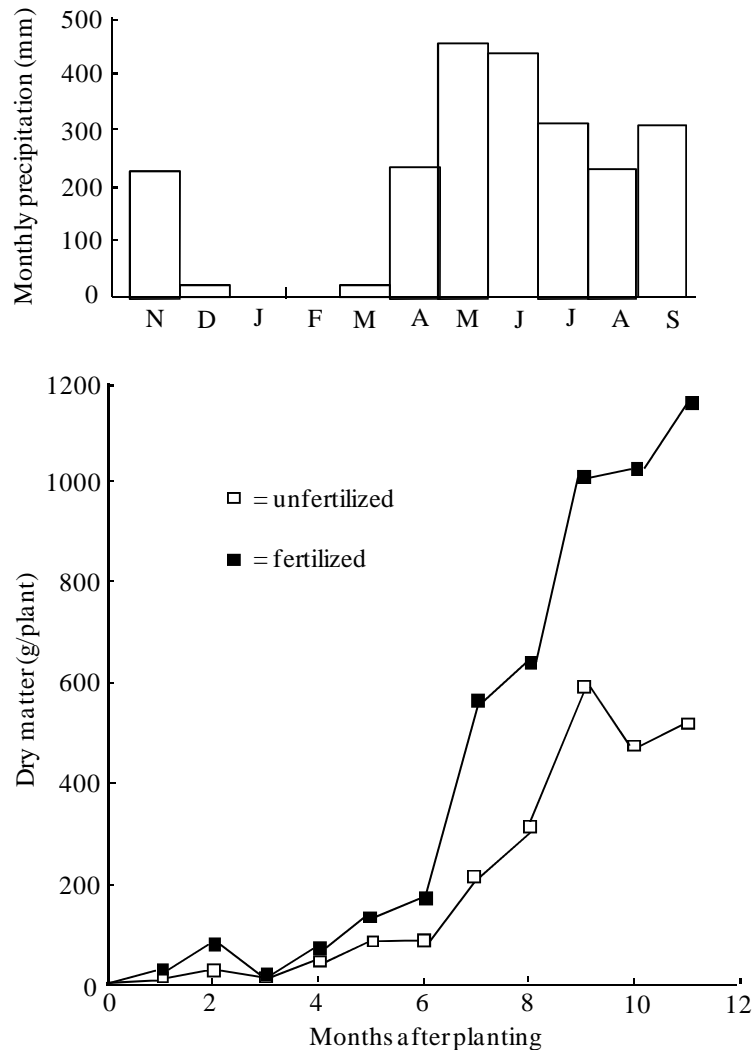 Monthly precipitation (mm)
500
400
300
200
100
0
N D J F M A M J J A S
Dry matter (g/plant)
1200
1000
800
600
400
200
0
= unfertilized
= fertilized
0 2 4 6 8 10 12
Months after planting